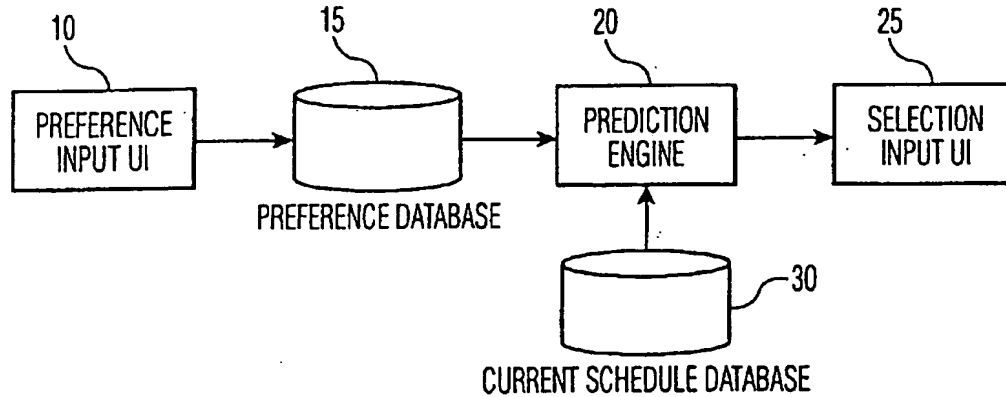 10
15
20
25
PREFERENCE
INPUT UI
PREDICTION
ENGINE
SELECTION
INPUT UI
PREFERENCE DATABASE
30
CURRENT SCHEDULE DATABASE